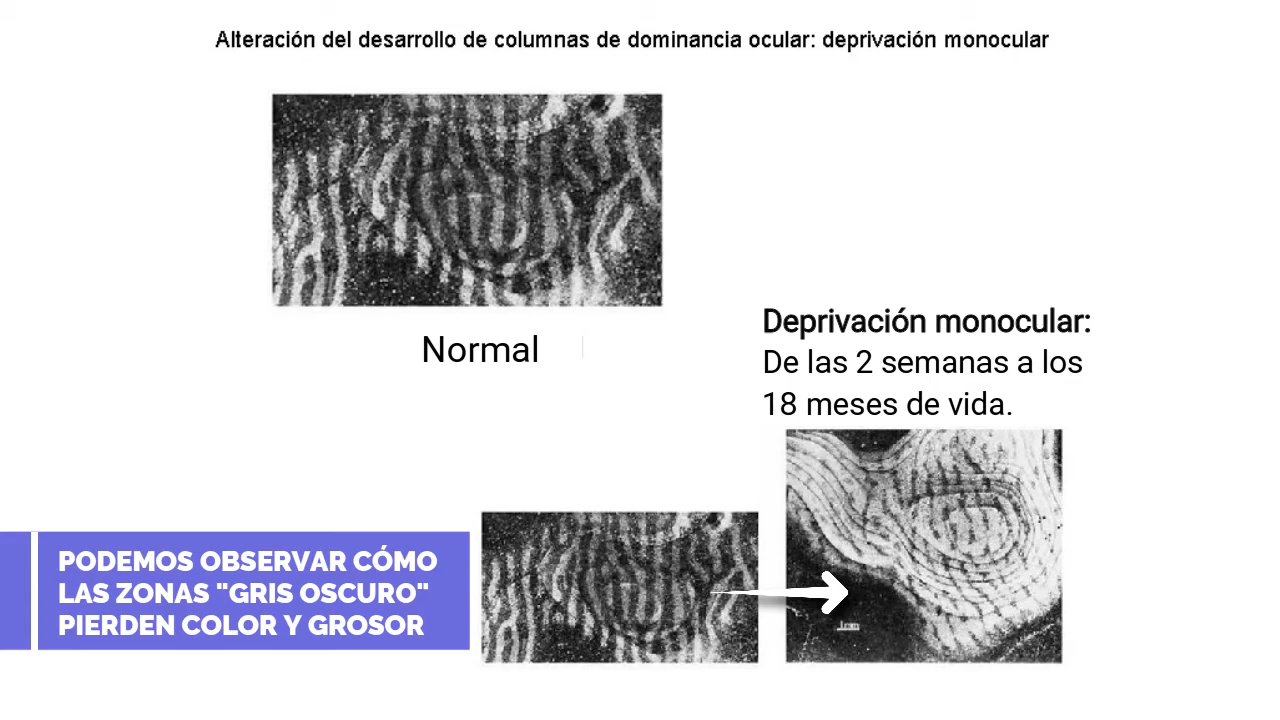 Alteración del desarrollo de columnas de dominancia ocular: deprivación monocular
Normal
Deprivación monocular:
De las 2 semanas a los
18 meses de vida.
PODEMOS OBSERVAR CÓMO
LAS ZONAS "GRIS OSCURO"
PIERDEN COLOR Y GROSOR